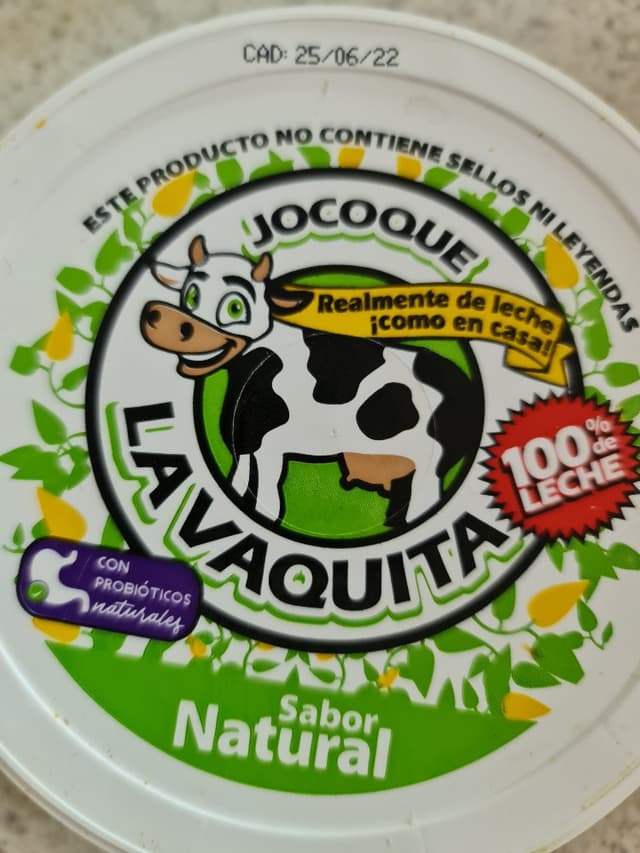 CAD: 25/06/22
ESTE PRODUCTO NO CONTIENE SELLOS NI LEYENDAS
JOCOQUE
Realmente de leche
¡como en casa!
100% de
LECHE
LA VAQUITA
CON
PROBIÓTICOS
naturales
Sabor
Natural